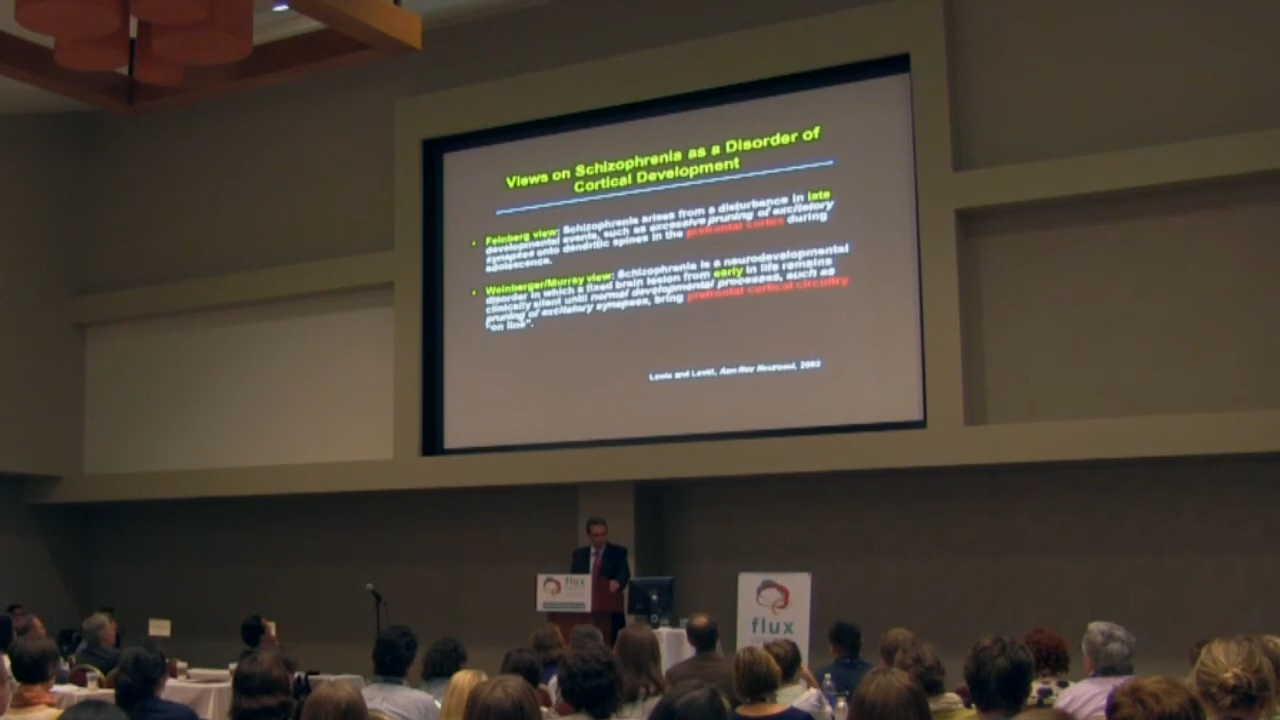 Views on Schizophrenia as a Disorder of
Cortical Development
• Feinberg view: Schizophrenia arises from a disturbance in late
developmental events, such as excessive pruning of excitatory
synapses onto dendritic spines in the prefrontal cortex during
adolescence.
• Weinberger/Murray view: Schizophrenia is a neurodevelopmental
disorder in which a fixed brain lesion from early in life remains
clinically silent until normal developmental processes, such as
pruning of excitatory synapses, bring prefrontal cortical circuitry
"on line".
Lewis and Levitt, Ann Rev Neurosci, 2002
flux
flux